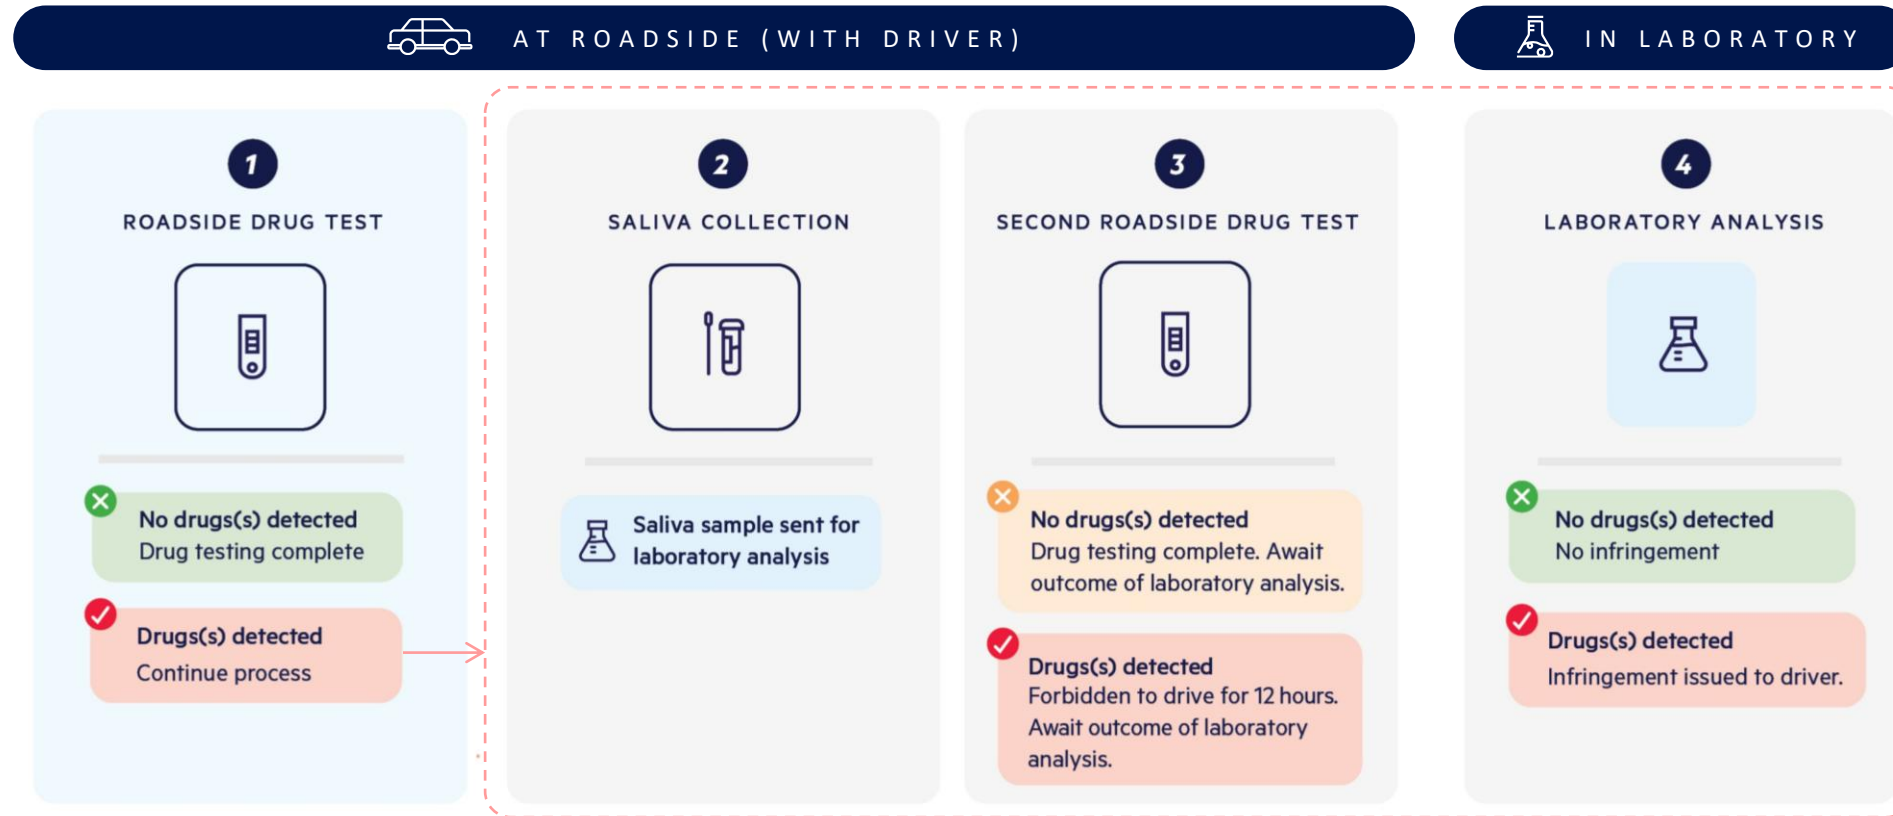 AT ROADSIDE (WITH DRIVER)
IN LABORATORY
1
ROADSIDE DRUG TEST
No drugs(s) detected
Drug testing complete
Drugs(s) detected
Continue process
2
SALIVA COLLECTION
Saliva sample sent for
laboratory analysis
3
SECOND ROADSIDE DRUG TEST
No drugs(s) detected
Drug testing complete. Await
outcome of laboratory analysis.
Drugs(s) detected
Forbidden to drive for 12 hours.
Await outcome of laboratory
analysis.
4
LABORATORY ANALYSIS
No drugs(s) detected
No infringement
Drugs(s) detected
Infringement issued to driver.